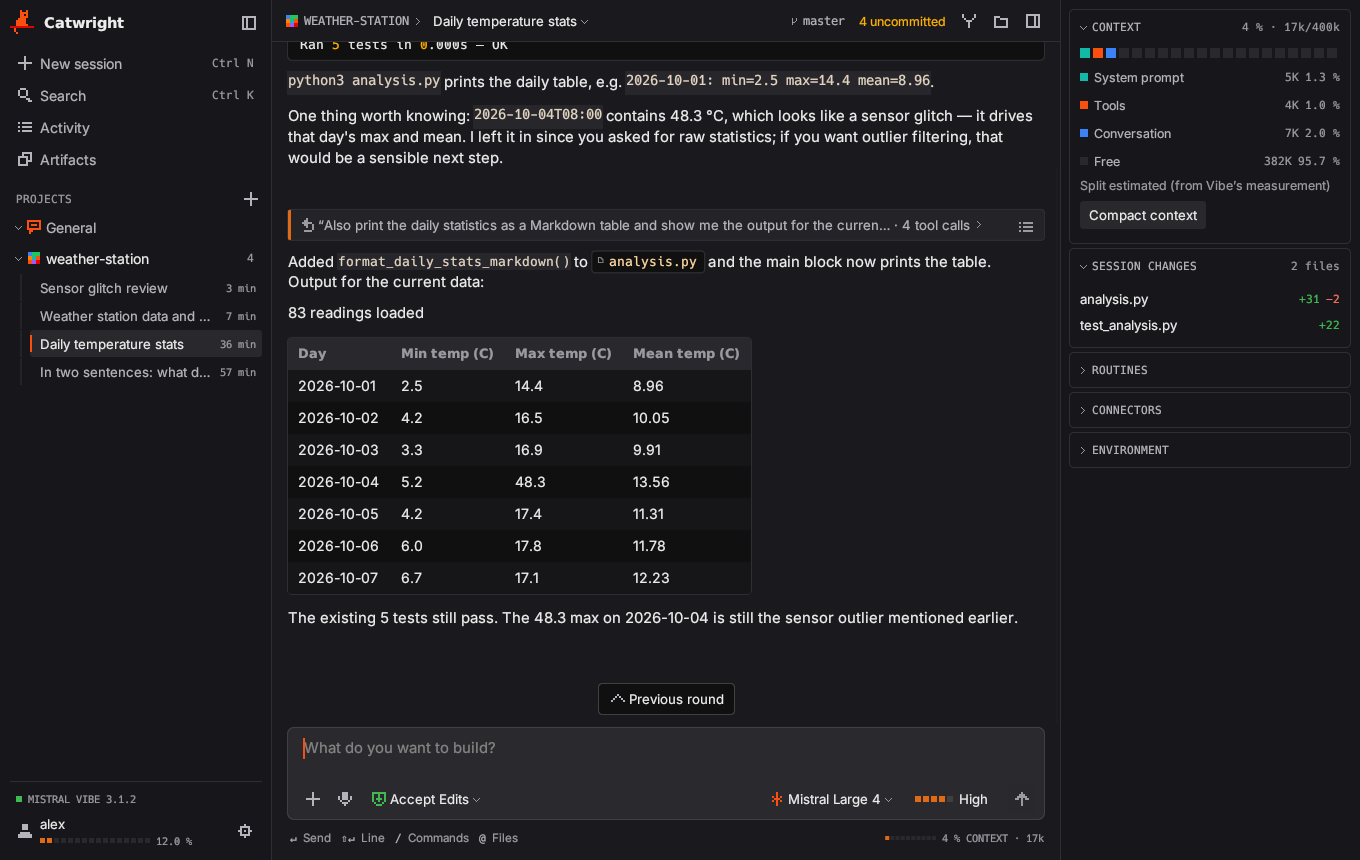 Catwright
New session Ctrl N
Search Ctrl K
Activity
Artifacts
PROJECTS
General
weather-station 4
Sensor glitch review 3 min
Weather station data and ... 7 min
Daily temperature stats 36 min
In two sentences: what d... 57 min
MISTRAL VIBE 3.1.2
alex
12.0 %
WEATHER-STATION Daily temperature stats master 4 uncommitted
Ran 5 tests in 0.000s — OK
python3 analysis.py prints the daily table, e.g. 2026-10-01: min=2.5 max=14.4 mean=8.96.
One thing worth knowing: 2026-10-04T08:00 contains 48.3 °C, which looks like a sensor glitch — it drives
that day's max and mean. I left it in since you asked for raw statistics; if you want outlier filtering, that
would be a sensible next step.
“Also print the daily statistics as a Markdown table and show me the output for the curren... · 4 tool calls
Added format_daily_stats_markdown() to analysis.py and the main block now prints the table.
Output for the current data:
83 readings loaded
Day Min temp (C) Max temp (C) Mean temp (C)
2026-10-01 2.5 14.4 8.96
2026-10-02 4.2 16.5 10.05
2026-10-03 3.3 16.9 9.91
2026-10-04 5.2 48.3 13.56
2026-10-05 4.2 17.4 11.31
2026-10-06 6.0 17.8 11.78
2026-10-07 6.7 17.1 12.23
The existing 5 tests still pass. The 48.3 max on 2026-10-04 is still the sensor outlier mentioned earlier.
Previous round
What do you want to build?
Accept Edits Mistral Large 4 High
Send Line / Commands @ Files 4 % CONTEXT · 17k
CONTEXT 4 % · 17k/400k
System prompt 5K 1.3 %
Tools 4K 1.0 %
Conversation 7K 2.0 %
Free 382K 95.7 %
Split estimated (from Vibe's measurement)
Compact context
SESSION CHANGES 2 files
analysis.py +31 −2
test_analysis.py +22
ROUTINES
CONNECTORS
ENVIRONMENT